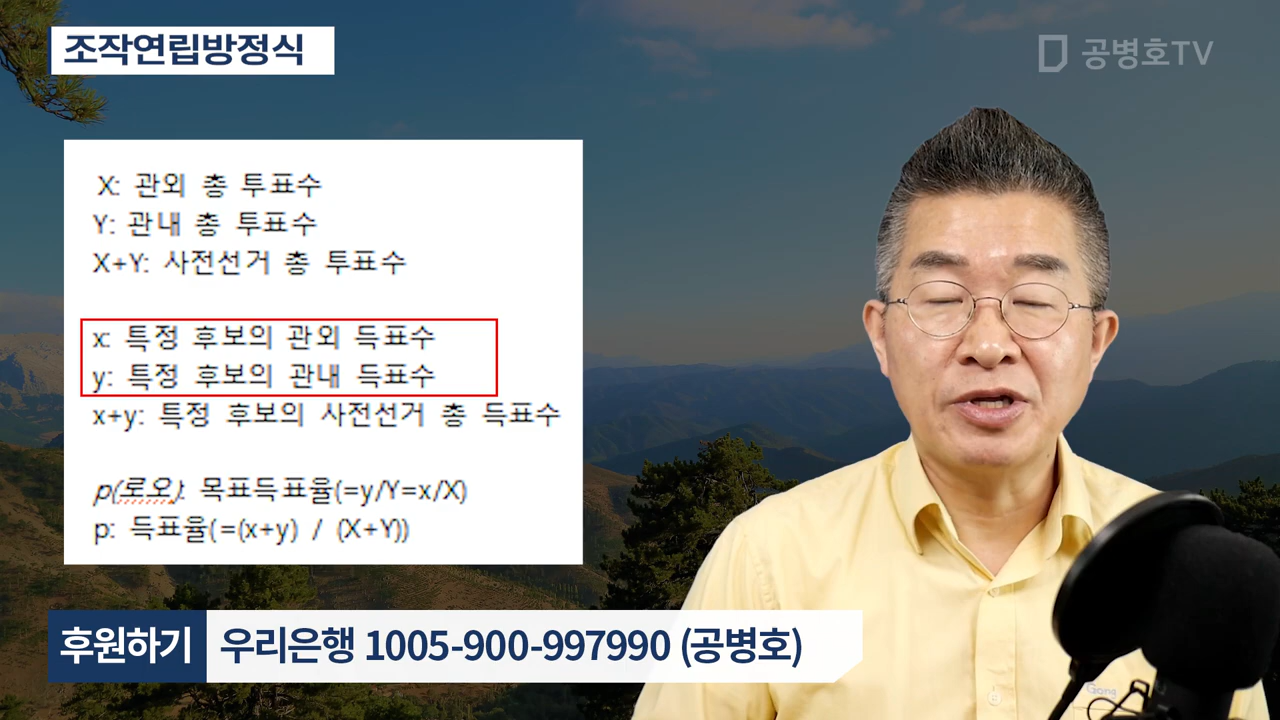 조작연립방정식
공병호TV
X: 관외 총 투표수
Y: 관내 총 투표수
X+Y: 사전선거 총 투표수
x: 특정 후보의 관외 득표수
y: 특정 후보의 관내 득표수
x+y: 특정 후보의 사전선거 총 득표수
p(로오): 목표득표율(=y/Y=x/X)
p: 득표율(=(x+y) / (X+Y))
후원하기 우리은행 1005-900-997990 (공병호)
Gong